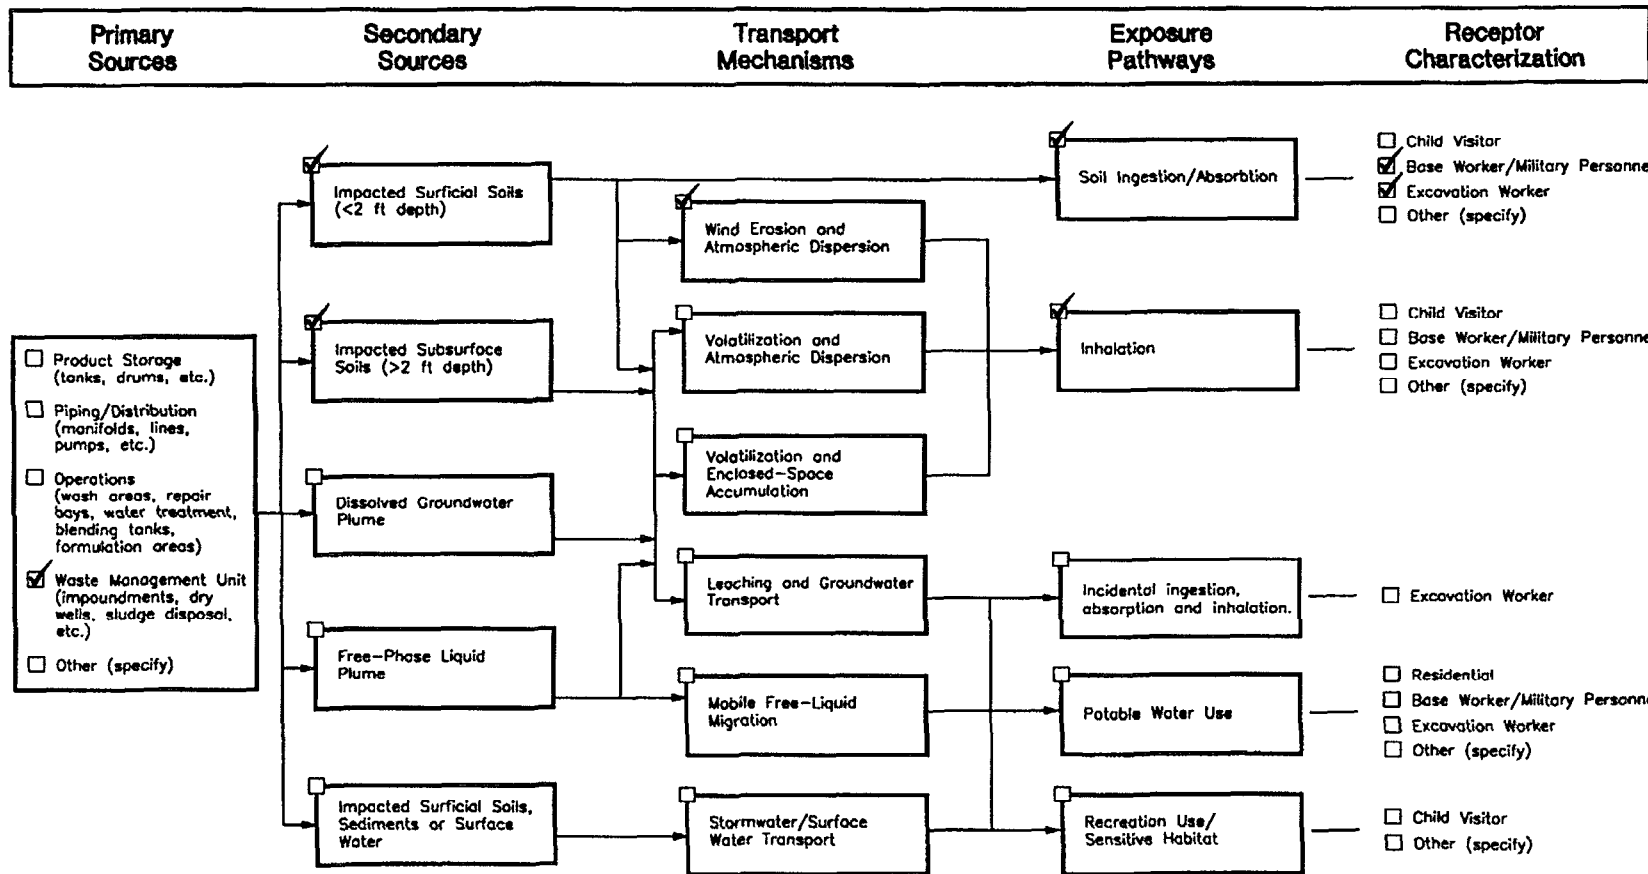 Primary
Sources
Secondary
Sources
Transport
Mechanisms
Exposure
Pathways
Receptor
Characterization
Product Storage
(tanks, drums, etc.)
Piping/Distribution
(manifolds, lines,
pumps, etc.)
Operations
(wash areas, repair
bays, water treatment,
blending tanks,
formulation areas)
Waste Management Unit
(impoundments, dry
wells, sludge disposal,
etc.)
Other (specify)
Impacted Surficial Soils
(<2 ft depth)
Impacted Subsurface
Soils (>2 ft depth)
Dissolved Groundwater
Plume
Free-Phase Liquid
Plume
Impacted Surficial Soils,
Sediments or Surface
Water
Wind Erosion and
Atmospheric Dispersion
Volatilization and
Atmospheric Dispersion
Volatilization and
Enclosed-Space
Accumulation
Leaching and Groundwater
Transport
Mobile Free-Liquid
Migration
Stormwater/Surface
Water Transport
Soil Ingestion/Absorbtion
Inhalation
Incidental ingestion,
absorption and inhalation.
Potable Water Use
Recreation Use/
Sensitive Habitat
Child Visitor
Base Worker/Military Personne
Excavation Worker
Other (specify)
Child Visitor
Base Worker/Military Personne
Excavation Worker
Other (specify)
Excavation Worker
Residential
Base Worker/Military Personne
Excavation Worker
Other (specify)
Child Visitor
Other (specify)